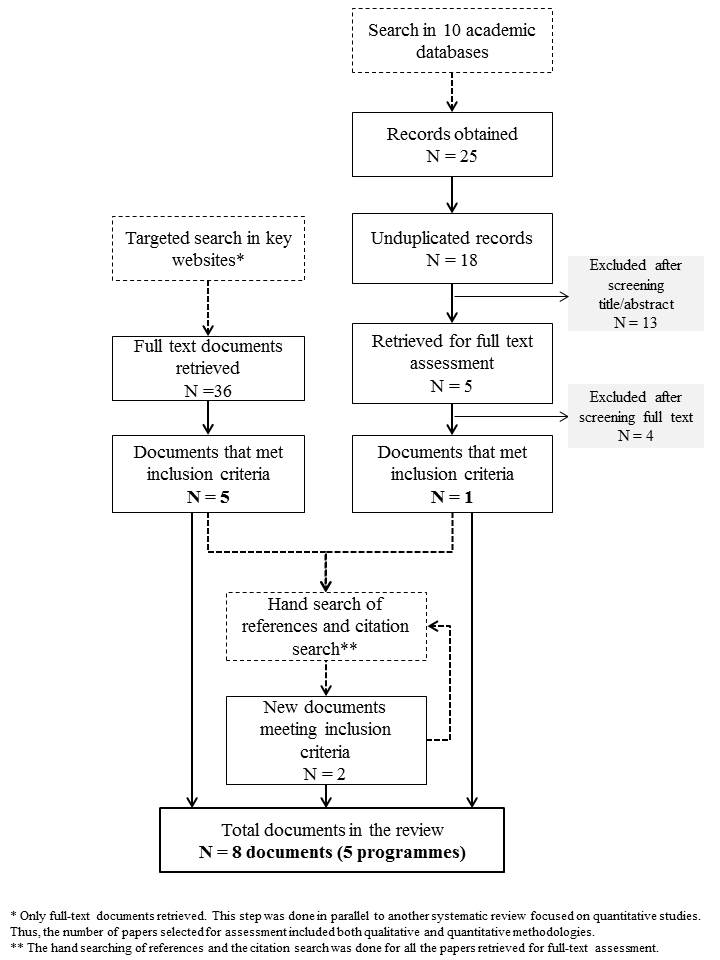 Search in 10 academic
databases
Records obtained
N = 25
Targeted search in key
websites*
Unduplicated records
N = 18
Excluded after
screening
title/abstract
N = 13
Full text documents
retrieved
N =36
Retrieved for full text
assessment
N = 5
Excluded after
screening full text
N = 4
Documents that met
inclusion criteria
N = 5
Documents that met
inclusion criteria
N = 1
Hand search of
references and citation
search**
New documents
meeting inclusion
criteria
N = 2
Total documents in the review
N = 8 documents (5 programmes)
* Only full-text documents retrieved. This step was done in parallel to another systematic review focused on quantitative studies.
Thus, the number of papers selected for assessment included both qualitative and quantitative methodologies.
** The hand searching of references and the citation search was done for all the papers retrieved for full-text assessment.